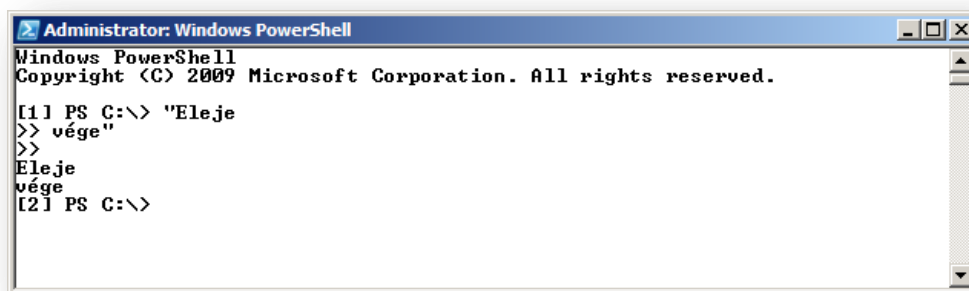 Administrator: Windows PowerShell
Windows PowerShell
Copyright (C) 2009 Microsoft Corporation. All rights reserved.
[1] PS C:\> "Eleje
>> vége"
>>
Eleje
vége
[2] PS C:\>